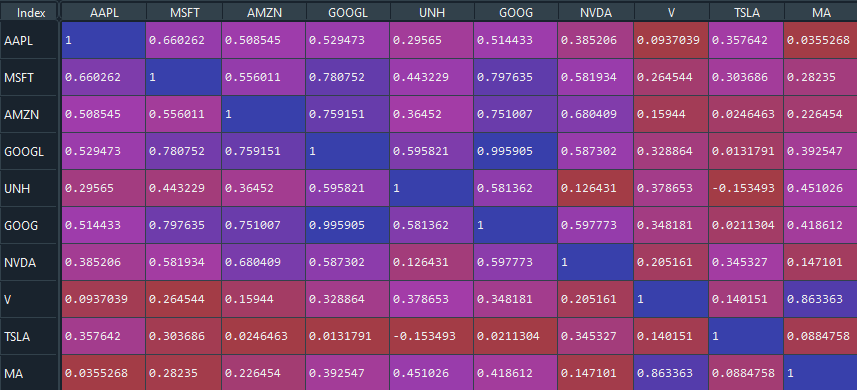 Index AAPL MSFT AMZN GOOGL UNH GOOG NVDA V TSLA MA
AAPL 1 0.660262 0.508545 0.529473 0.29565 0.514433 0.385206 0.0937039 0.357642 0.0355268
MSFT 0.660262 1 0.556011 0.780752 0.443229 0.797635 0.581934 0.264544 0.303686 0.28235
AMZN 0.508545 0.556011 1 0.759151 0.36452 0.751007 0.680409 0.15944 0.0246463 0.226454
GOOGL 0.529473 0.780752 0.759151 1 0.595821 0.995905 0.587302 0.328864 0.0131791 0.392547
UNH 0.29565 0.443229 0.36452 0.595821 1 0.581362 0.126431 0.378653 -0.153493 0.451026
GOOG 0.514433 0.797635 0.751007 0.995905 0.581362 1 0.597773 0.348181 0.0211304 0.418612
NVDA 0.385206 0.581934 0.680409 0.587302 0.126431 0.597773 1 0.205161 0.345327 0.147101
V 0.0937039 0.264544 0.15944 0.328864 0.378653 0.348181 0.205161 1 0.140151 0.863363
TSLA 0.357642 0.303686 0.0246463 0.0131791 -0.153493 0.0211304 0.345327 0.140151 1 0.0884758
MA 0.0355268 0.28235 0.226454 0.392547 0.451026 0.418612 0.147101 0.863363 0.0884758 1